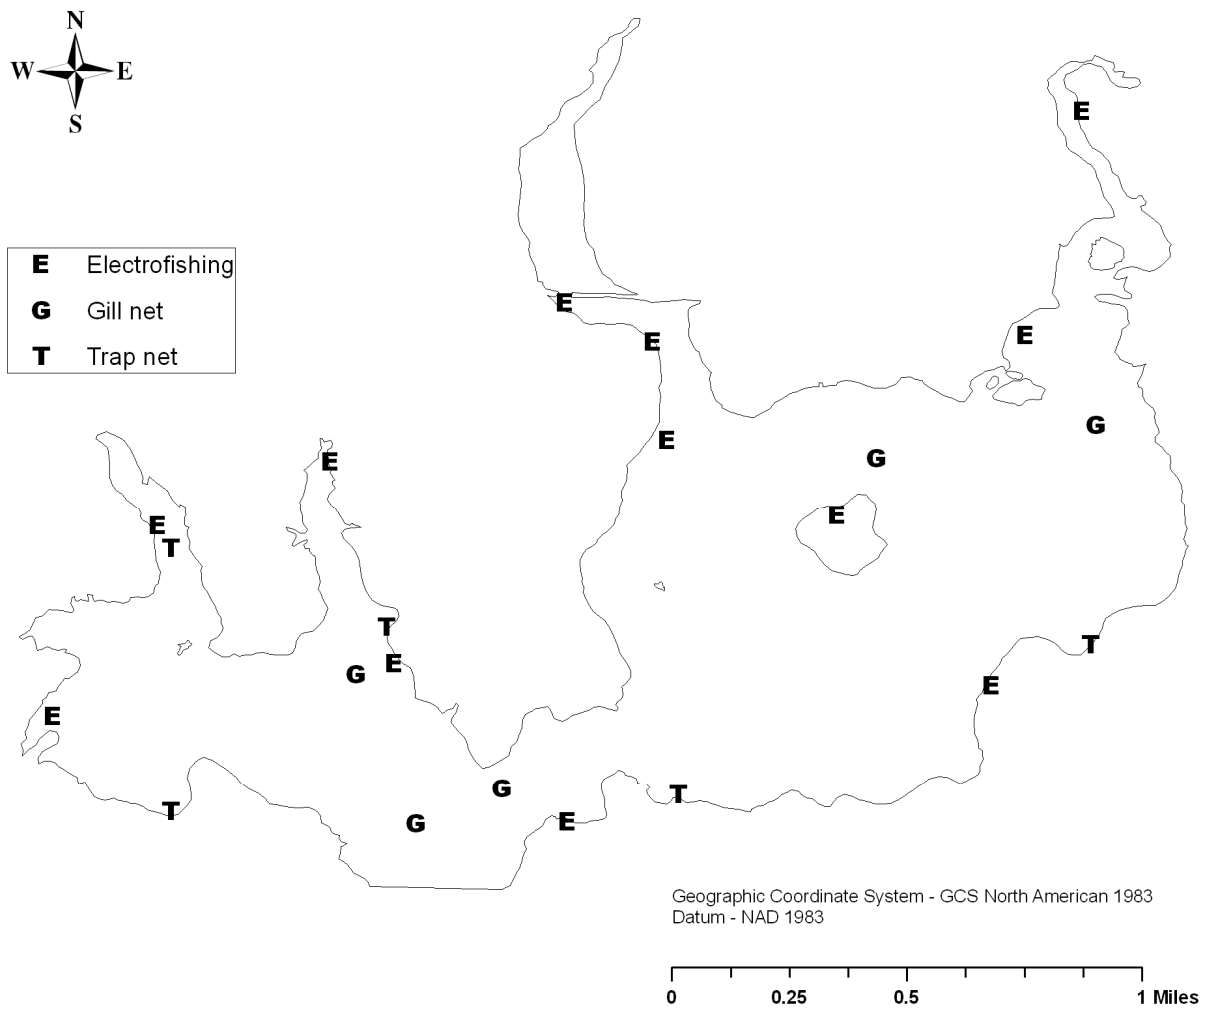 N
W E
S
E Electrofishing
G Gill net
T Trap net
E
E
E
E
G
E
G
E
E
E
E
T
T
T
E
G
E
E
G
T
T
G
E
Geographic Coordinate System - GCS North American 1983
Datum - NAD 1983
0 0.25 0.5 1 Miles